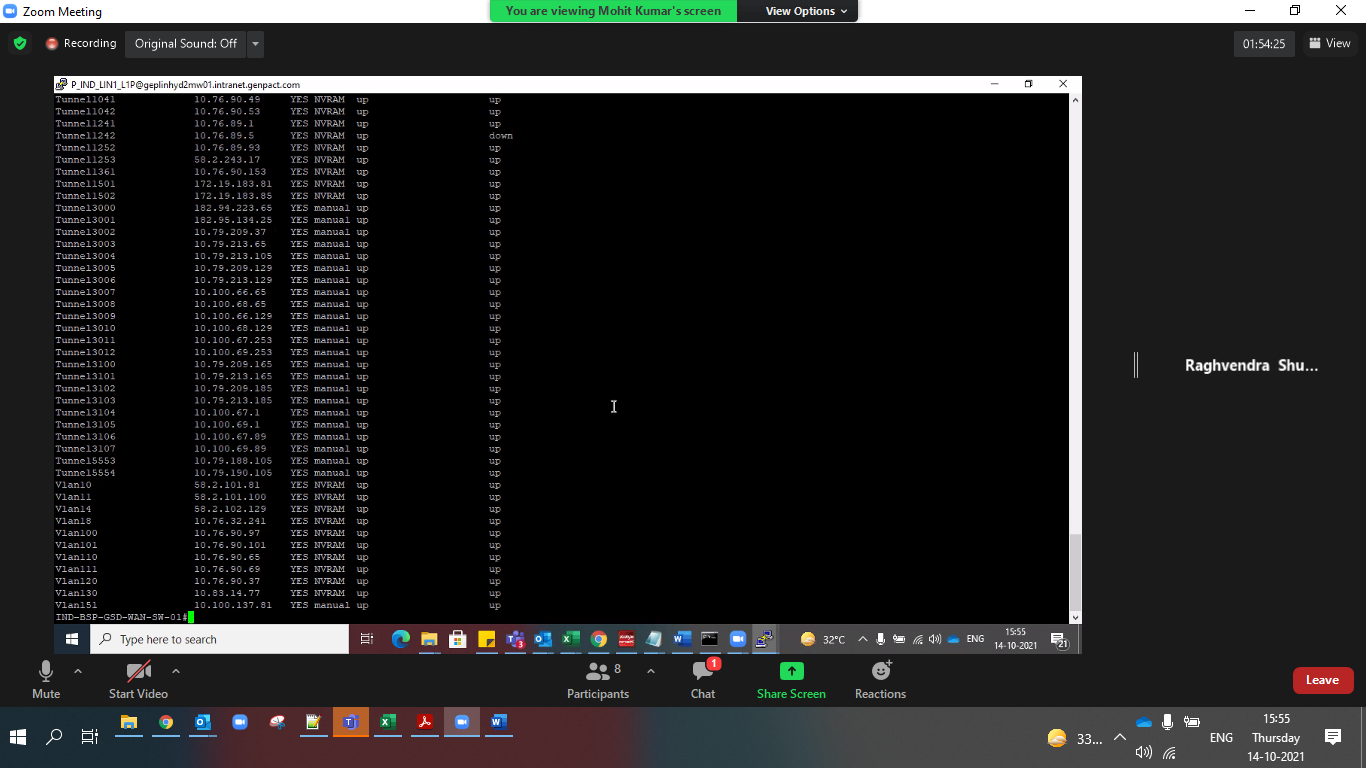 Zoom Meeting
You are viewing Mohit Kumar's screen
View Options
Recording
Original Sound: Off
01:54:25
View
P_IND_LIN1_L1P@geplinhyd2mw01.intranet.genpact.com
Tunnel1041 10.76.90.49 YES NVRAM up up
Tunnel1042 10.76.90.53 YES NVRAM up up
Tunnel1241 10.76.89.1 YES NVRAM up up
Tunnel1242 10.76.89.5 YES NVRAM up down
Tunnel1252 10.76.89.93 YES NVRAM up up
Tunnel1253 58.2.243.17 YES NVRAM up up
Tunnel1361 10.76.90.153 YES NVRAM up up
Tunnel1501 172.19.183.81 YES NVRAM up up
Tunnel1502 172.19.183.85 YES NVRAM up up
Tunnel3000 182.94.223.65 YES manual up up
Tunnel3001 182.95.134.25 YES manual up up
Tunnel3002 10.79.209.37 YES manual up up
Tunnel3003 10.79.213.65 YES manual up up
Tunnel3004 10.79.213.105 YES manual up up
Tunnel3005 10.79.209.129 YES manual up up
Tunnel3006 10.79.213.129 YES manual up up
Tunnel3007 10.100.66.65 YES manual up up
Tunnel3008 10.100.68.65 YES manual up up
Tunnel3009 10.100.66.129 YES manual up up
Tunnel3010 10.100.68.129 YES manual up up
Tunnel3011 10.100.67.253 YES manual up up
Tunnel3012 10.100.69.253 YES manual up up
Tunnel3100 10.79.209.165 YES manual up up
Tunnel3101 10.79.213.165 YES manual up up
Tunnel3102 10.79.209.185 YES manual up up
Tunnel3103 10.79.213.185 YES manual up up
Tunnel3104 10.100.67.1 YES manual up up
Tunnel3105 10.100.69.1 YES manual up up
Tunnel3106 10.100.67.89 YES manual up up
Tunnel3107 10.100.69.89 YES manual up up
Tunnel5553 10.79.188.105 YES manual up up
Tunnel5554 10.79.190.105 YES manual up up
Vlan10 58.2.101.81 YES NVRAM up up
Vlan11 58.2.101.100 YES NVRAM up up
Vlan14 58.2.102.129 YES NVRAM up up
Vlan18 10.76.32.241 YES NVRAM up up
Vlan100 10.76.90.97 YES NVRAM up up
Vlan101 10.76.90.101 YES NVRAM up up
Vlan110 10.76.90.65 YES NVRAM up up
Vlan111 10.76.90.69 YES NVRAM up up
Vlan120 10.76.90.37 YES NVRAM up up
Vlan130 10.83.14.77 YES NVRAM up up
Vlan151 10.100.137.81 YES manual up up
IND-BSP-GSD-WAN-SW-01#
Raghvendra Shu...
Type here to search
3
32°C
ENG
15:55
14-10-2021
21
Mute
Start Video
8
Participants
1
Chat
Share Screen
Reactions
Leave
33...
ENG
15:55
Thursday
14-10-2021